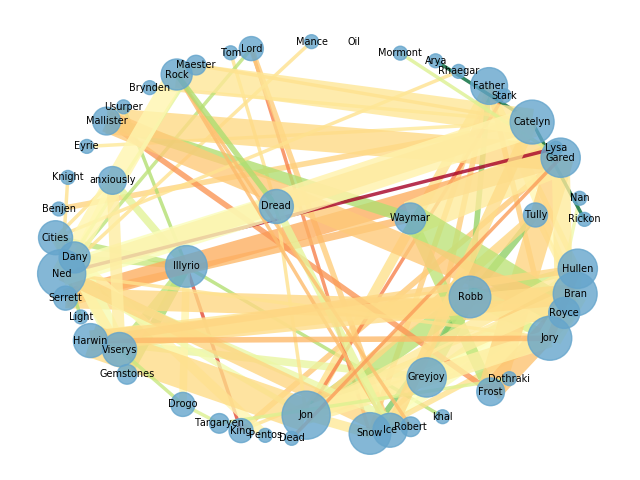 Mance
Oil
Lord
Tom
Mormont
Arya
Maester
Rhaegar
Rock
Father
Brynden
Stark
Usurper
Mallister
Catelyn
Eyrie
Lysa
Gared
Knight
anxiously
Nan
Benjen
Dread
Tully
Waymar
Rickon
Cities
Dany
Illyrio
Hullen
Ned
Serrett
Robb
Bran
Light
Royce
Harwin
Jory
Viserys
Gemstones
Greyjoy
Dothraki
Frost
Drogo
Jon
khal
Targaryen
Robert
King
Snow
Ice
Pentos
Dead